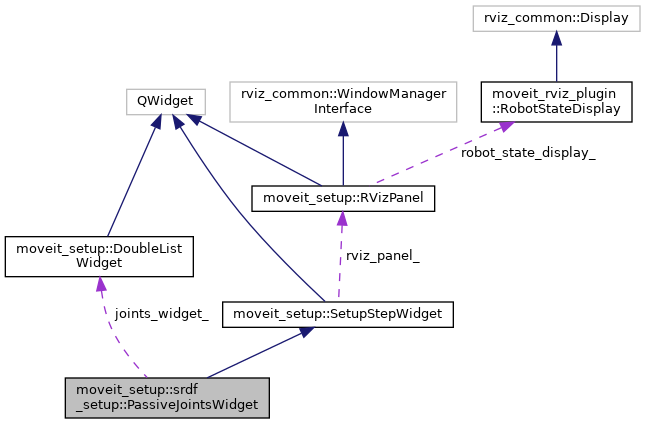 rviz_common::Display
QWidget
rviz_common::WindowManager
Interface
moveit_rviz_plugin
::RobotStateDisplay
robot_state_display_
moveit_setup::RVizPanel
moveit_setup::DoubleList
Widget
rviz_panel_
joints_widget_
moveit_setup::SetupStepWidget
moveit_setup::srdf
_setup::PassiveJointsWidget